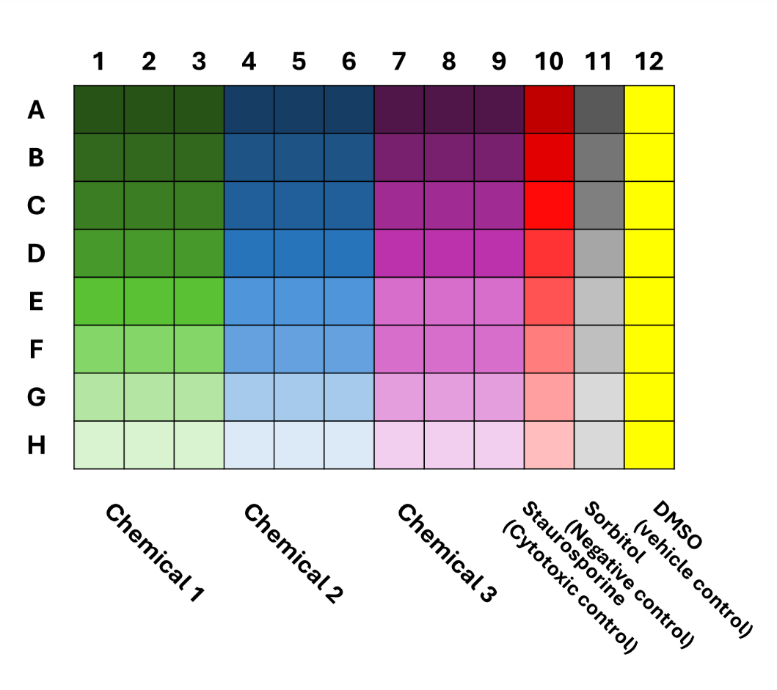 1 2 3 4 5 6 7 8 9 10 11 12
A
B
C
D
E
F
G
H
Chemical 1
Chemical 2
Chemical 3
Staurosporine
(Cytotoxic control)
Sorbitol
(Negative control)
DMSO
(vehicle control)